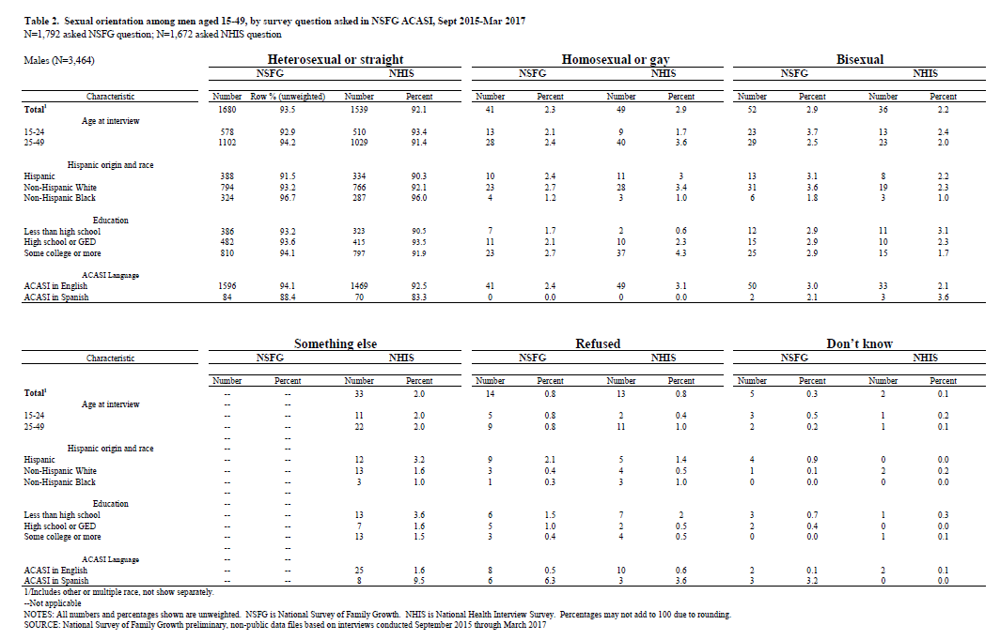 Table 2. Sexual orientation among men aged 15-49, by survey question asked in NSFG ACASI, Sept 2015-Mar 2017
N=1,792 asked NSFG question; N=1,672 asked NHIS question
Males (N=3,464) Heterosexual or straight Homosexual or gay Bisexual
NSFG NHIS NSFG NHIS NSFG NHIS
Characteristic Number Row % (unweighted) Number Percent Number Percent Number Percent Number Percent Number Percent
Total1 1680 93.5 1539 92.1 41 2.3 49 2.9 52 2.9 36 2.2
Age at interview
15-24 578 92.9 510 93.4 13 2.1 9 1.7 23 3.7 13 2.4
25-49 1102 94.2 1029 91.4 28 2.4 40 3.6 29 2.5 23 2.0
Hispanic origin and race
Hispanic 388 91.5 334 90.3 10 2.4 11 3 13 3.1 8 2.2
Non-Hispanic White 794 93.2 766 92.1 23 2.7 28 3.4 31 3.6 19 2.3
Non-Hispanic Black 324 96.7 287 96.0 4 1.2 3 1.0 6 1.8 3 1.0
Education
Less than high school 386 93.2 323 90.5 7 1.7 2 0.6 12 2.9 11 3.1
High school or GED 482 93.6 415 93.5 11 2.1 10 2.3 15 2.9 10 2.3
Some college or more 810 94.1 797 91.9 23 2.7 37 4.3 25 2.9 15 1.7
ACASI Language
ACASI in English 1596 94.1 1469 92.5 41 2.4 49 3.1 50 3.0 33 2.1
ACASI in Spanish 84 88.4 70 83.3 0 0.0 0 0.0 2 2.1 3 3.6
Something else Refused Don't know
Characteristic NSFG NHIS NSFG NHIS NSFG NHIS
Number Percent Number Percent Number Percent Number Percent Number Percent Number Percent
Total1 -- -- 33 2.0 14 0.8 13 0.8 5 0.3 2 0.1
Age at interview -- --
15-24 -- -- 11 2.0 5 0.8 2 0.4 3 0.5 1 0.2
25-49 -- -- 22 2.0 9 0.8 11 1.0 2 0.2 1 0.1
-- --
Hispanic origin and race -- --
Hispanic -- -- 12 3.2 9 2.1 5 1.4 4 0.9 0 0.0
Non-Hispanic White -- -- 13 1.6 3 0.4 4 0.5 1 0.1 2 0.2
Non-Hispanic Black -- -- 3 1.0 1 0.3 3 1.0 0 0.0 0 0.0
-- --
Education -- --
Less than high school -- -- 13 3.6 6 1.5 7 2 3 0.7 1 0.3
High school or GED -- -- 7 1.6 5 1.0 2 0.5 2 0.4 0 0.0
Some college or more -- -- 13 1.5 3 0.4 4 0.5 0 0.0 1 0.1
-- --
ACASI Language -- --
ACASI in English -- -- 25 1.6 8 0.5 10 0.6 2 0.1 2 0.1
ACASI in Spanish -- -- 8 9.5 6 6.3 3 3.6 3 3.2 0 0.0
1/Includes other or multiple race, not show separately.
--Not applicable
NOTES: All numbers and percentages shown are unweighted. NSFG is National Survey of Family Growth. NHIS is National Health Interview Survey. Percentages may not add to 100 due to rounding.
SOURCE: National Survey of Family Growth preliminary, non-public data files based on interviews conducted September 2015 through March 2017